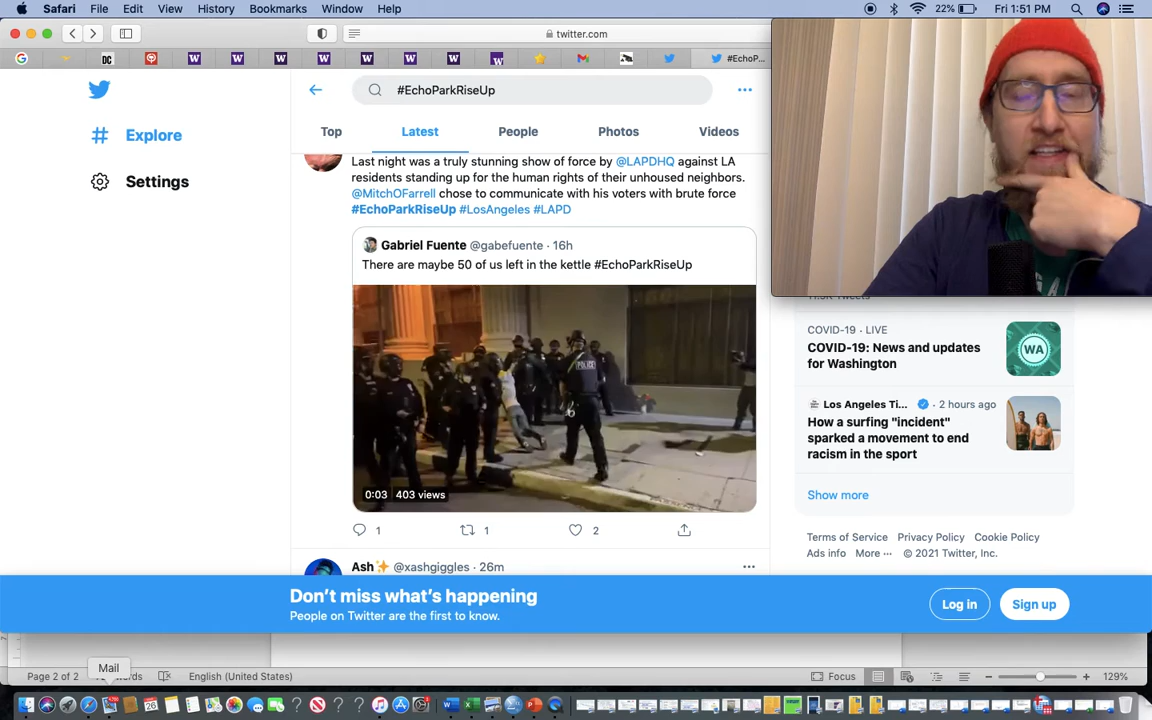 Safari File Edit View History Bookmarks Window Help
22% Fri 1:51 PM
twitter.com
#EchoP...
#EchoParkRiseUp
Explore
Settings
Top Latest People Photos Videos
Last night was a truly stunning show of force by @LAPDHQ against LA
residents standing up for the human rights of their unhoused neighbors.
@MitchOFarrell chose to communicate with his voters with brute force
#EchoParkRiseUp #LosAngeles #LAPD
Gabriel Fuente @gabefuente · 16h
There are maybe 50 of us left in the kettle #EchoParkRiseUp
POLICE
0:03 403 views
1 1 2
Ash✨ @xashgiggles · 26m
COVID-19 · LIVE
COVID-19: News and updates
for Washington
WA
Los Angeles Ti... · 2 hours ago
How a surfing "incident"
sparked a movement to end
racism in the sport
Show more
Terms of Service Privacy Policy Cookie Policy
Ads info More ··· © 2021 Twitter, Inc.
Don't miss what's happening
People on Twitter are the first to know.
Log in
Sign up
Mail
Page 2 of 2
English (United States)
Focus
129%